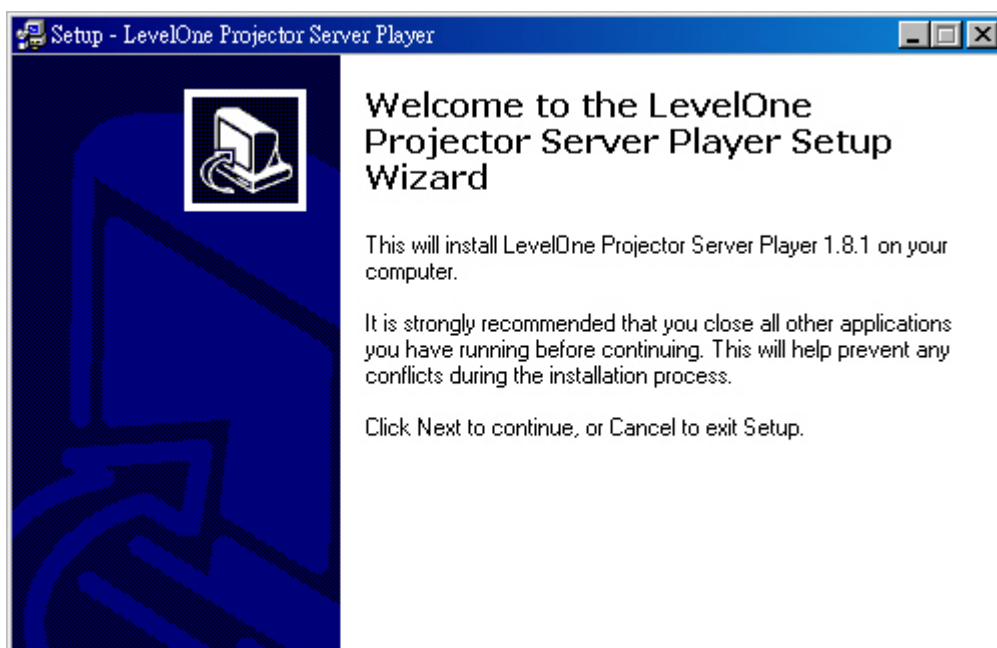 Setup - LevelOne Projector Server Player
Welcome to the LevelOne
Projector Server Player Setup
Wizard
This will install LevelOne Projector Server Player 1.8.1 on your
computer.
It is strongly recommended that you close all other applications
you have running before continuing. This will help prevent any
conflicts during the installation process.
Click Next to continue, or Cancel to exit Setup.